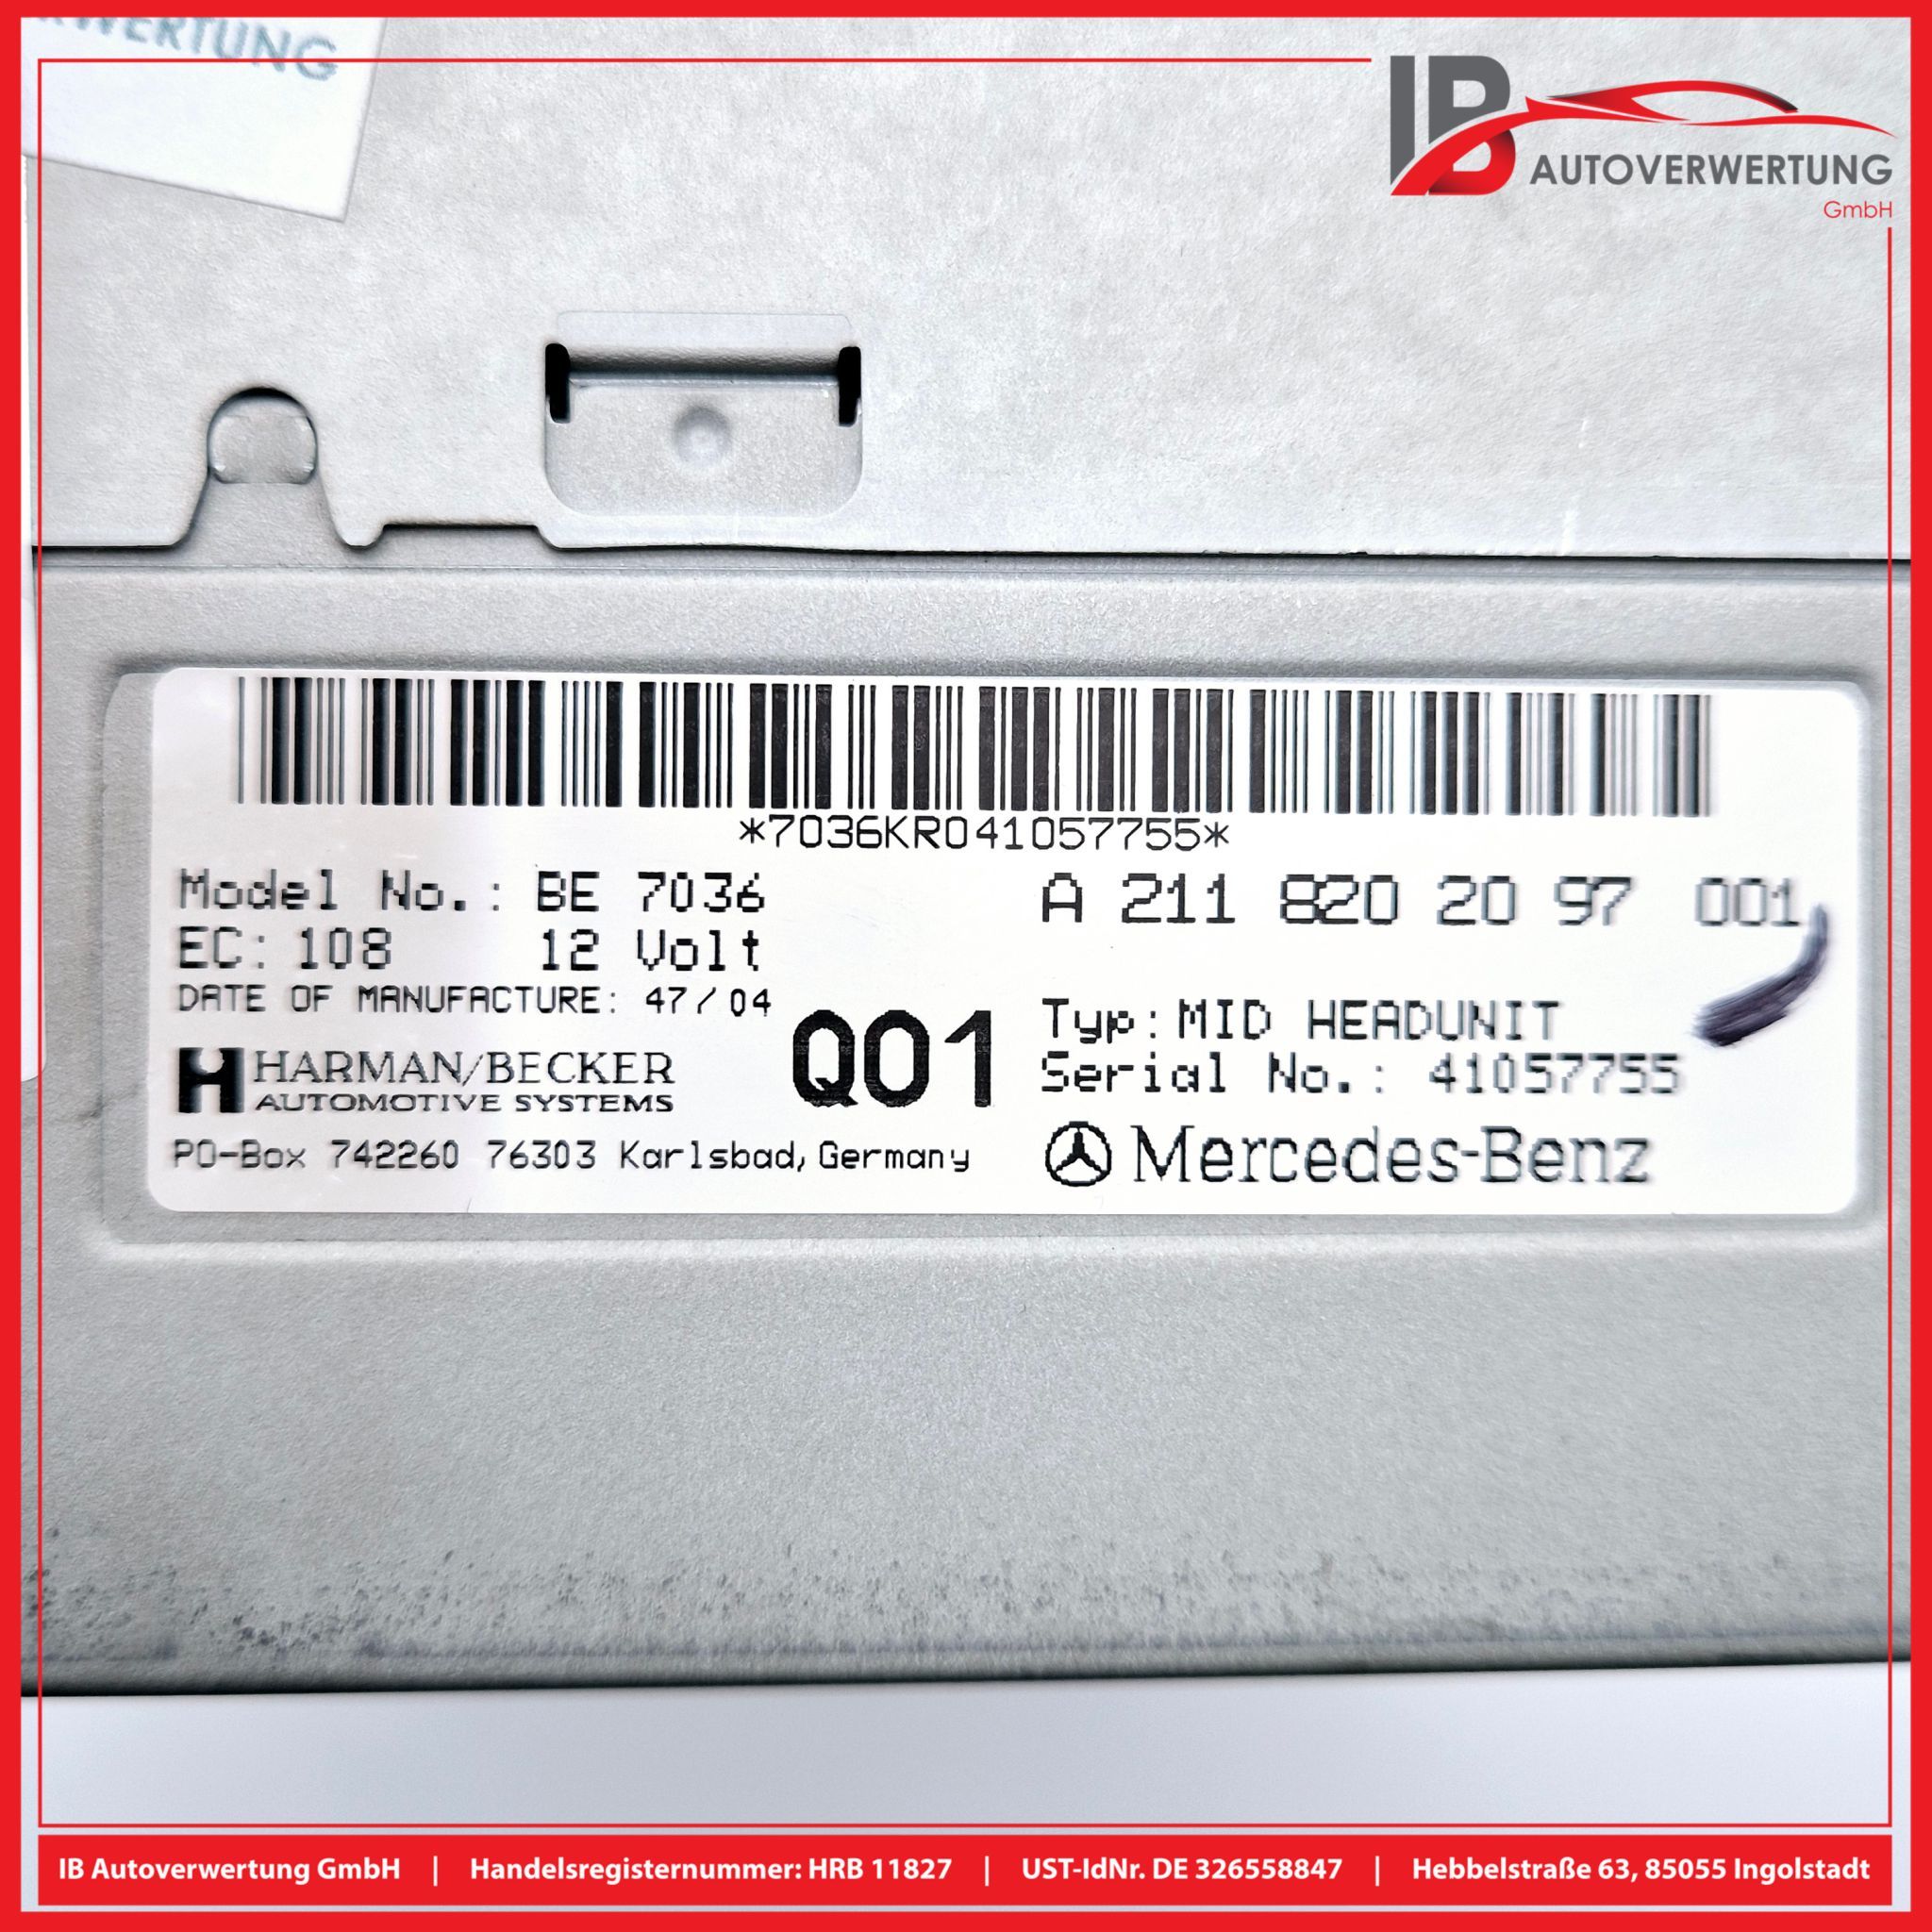 WERTUNG
IB
AUTOVERWERTUNG
GmbH
*7036KR041057755*
Model No.: BE 7036
A 211 820 20 97 001
EC: 108 12 Volt
DATE OF MANUFACTURE: 47/04
Q01
Typ: MID HEADUNIT
Serial No.: 41057755
HARMAN/BECKER
AUTOMOTIVE SYSTEMS
PO-Box 742260 76303 Karlsbad, Germany
Mercedes-Benz
IB Autoverwertung GmbH | Handelsregisternummer: HRB 11827 | UST-IdNr. DE 326558847 | Hebbelstraße 63, 85055 Ingolstadt